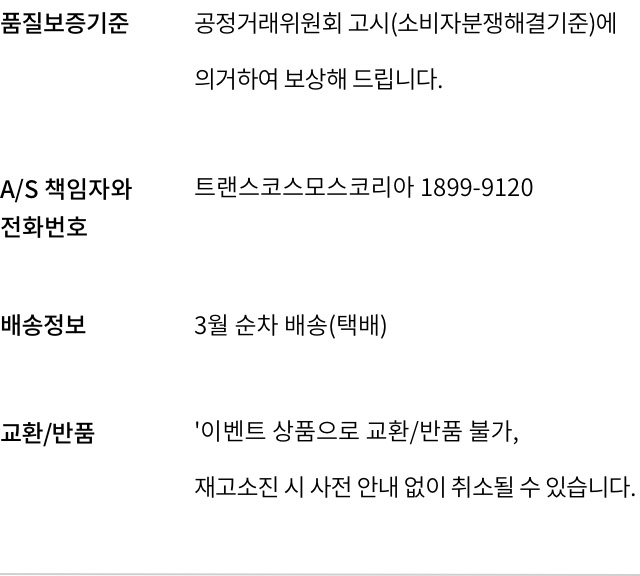 품질보증기준 공정거래위원회 고시(소비자분쟁해결기준)에
의거하여 보상해 드립니다.
A/S 책임자와 트랜스코스모스코리아 1899-9120
전화번호
배송정보 3월 순차 배송(택배)
교환/반품 '이벤트 상품으로 교환/반품 불가,
재고소진 시 사전 안내 없이 취소될 수 있습니다.